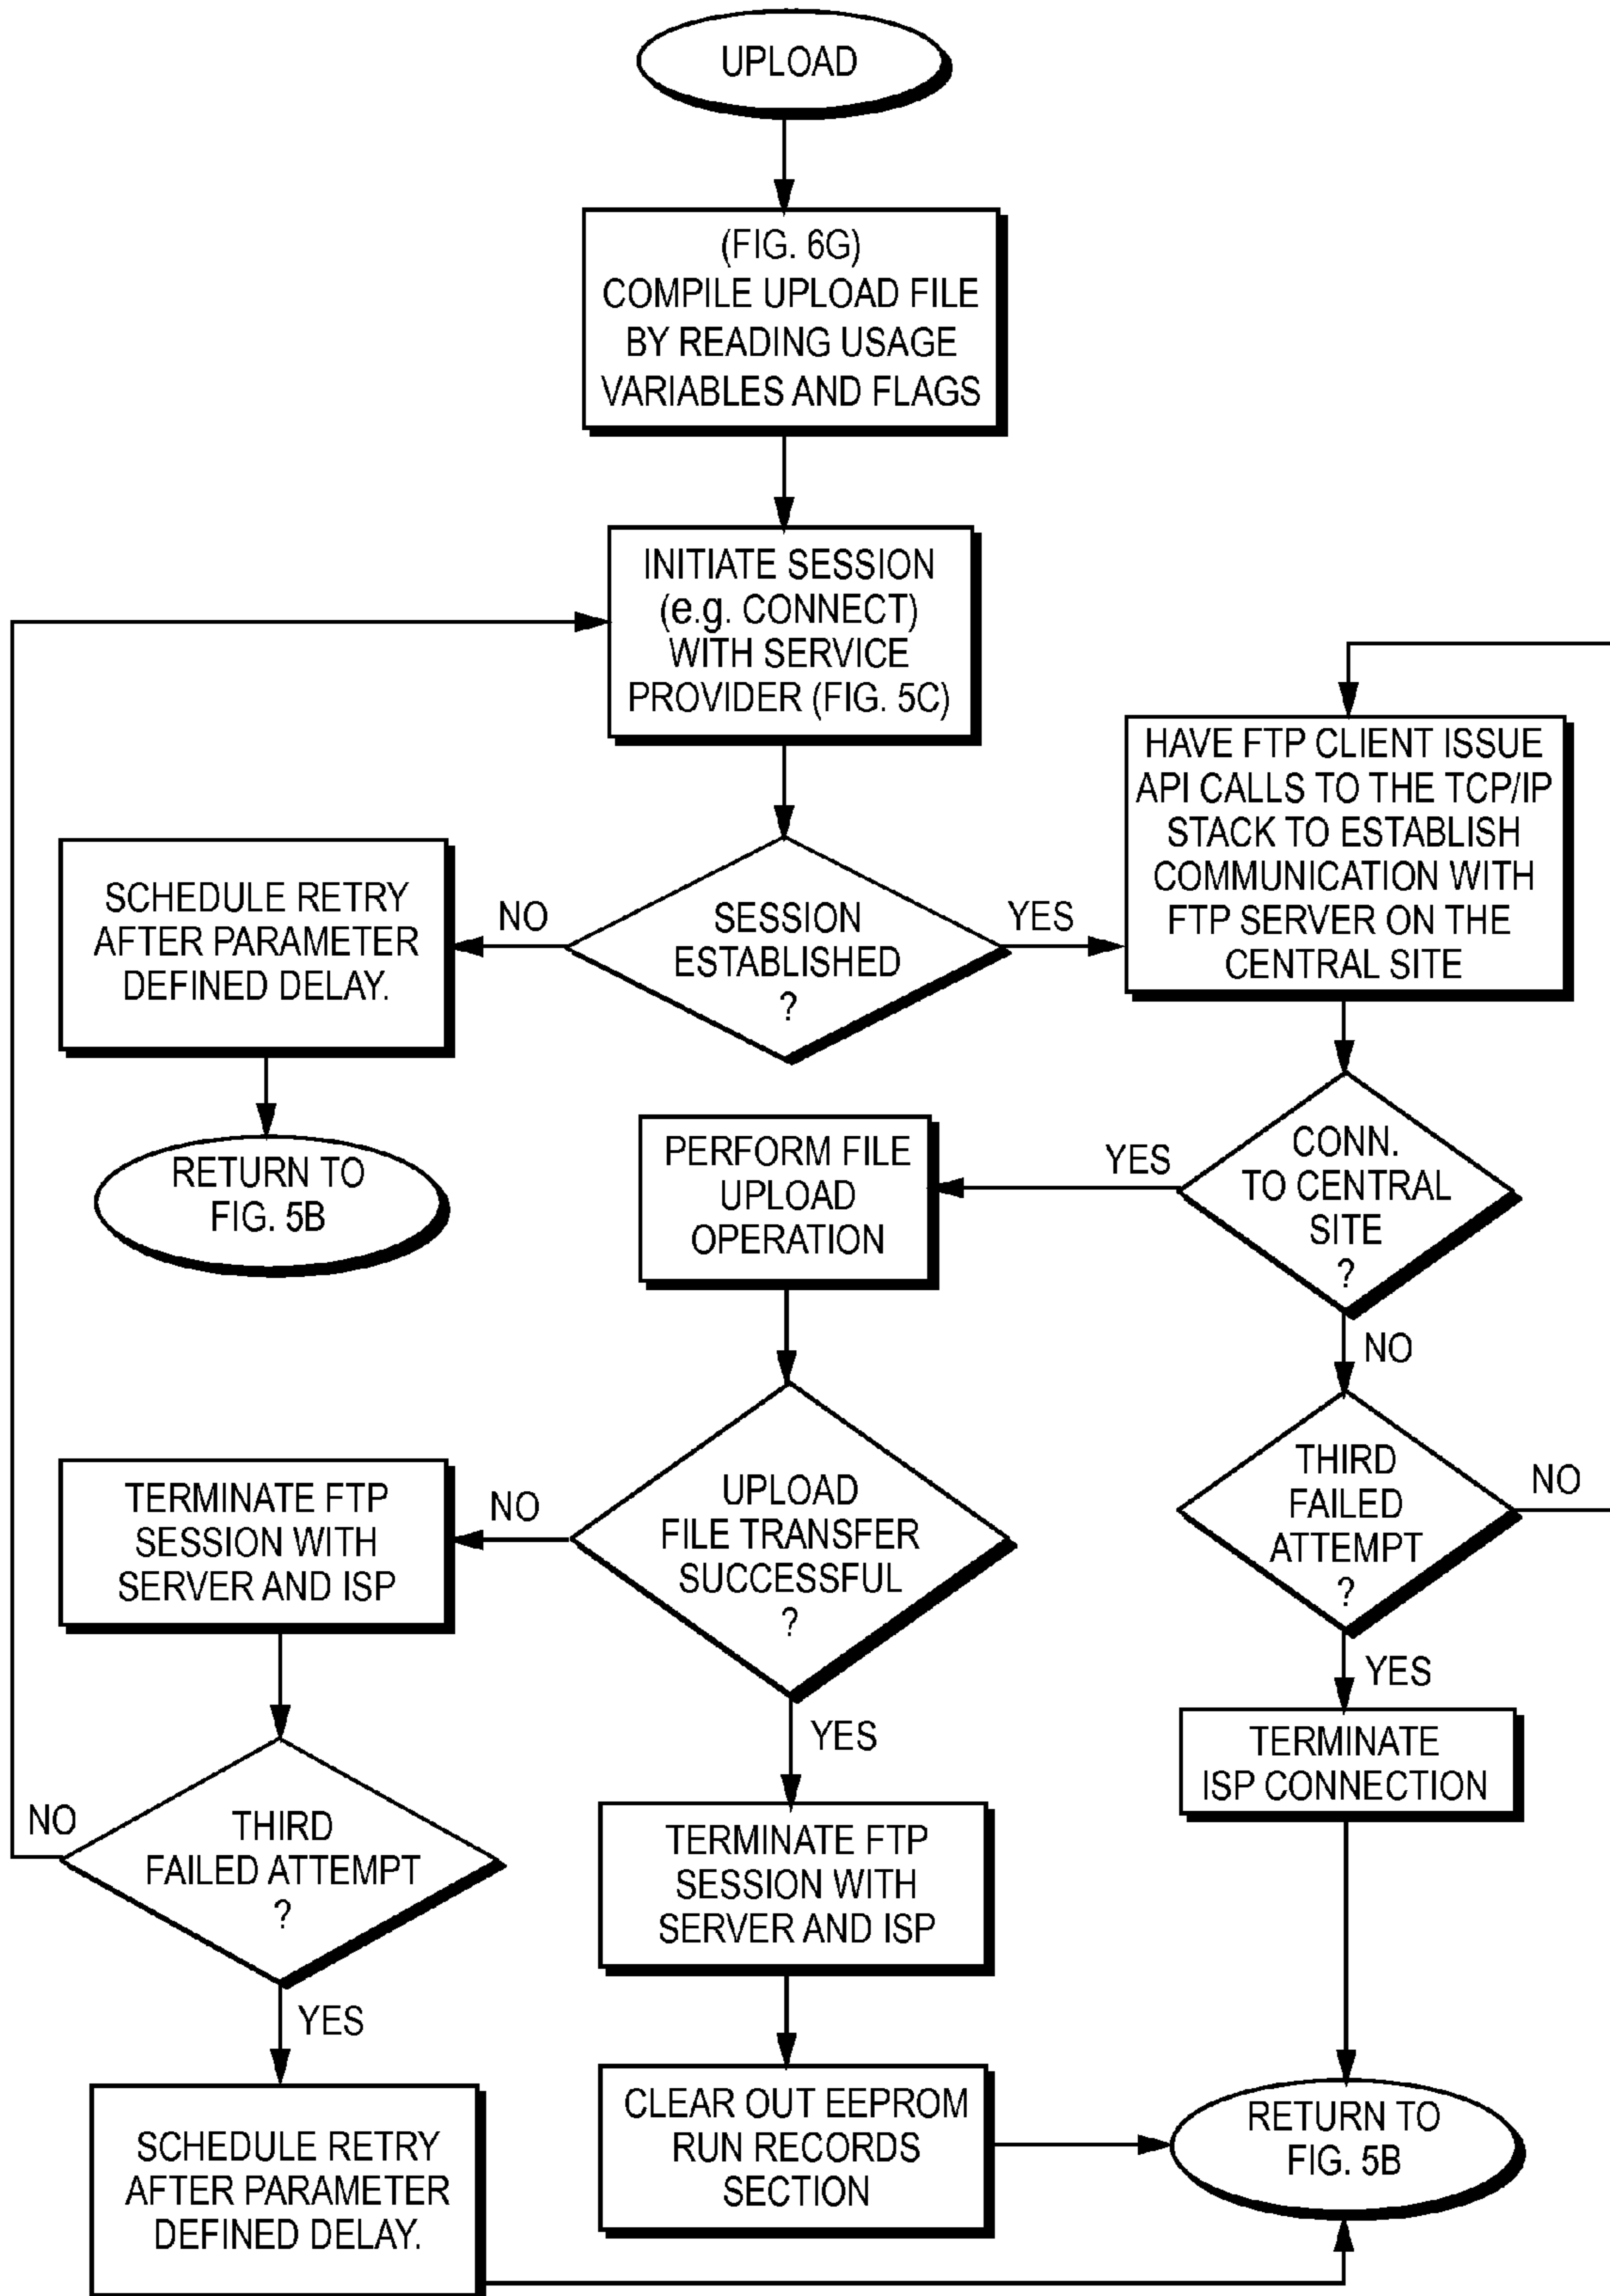 UPLOAD
(FIG. 6G)
COMPILE UPLOAD FILE
BY READING USAGE
VARIABLES AND FLAGS
INITIATE SESSION
(e.g. CONNECT)
WITH SERVICE
PROVIDER (FIG. 5C)
HAVE FTP CLIENT ISSUE
API CALLS TO THE TCP/IP
STACK TO ESTABLISH
COMMUNICATION WITH
FTP SERVER ON THE
CENTRAL SITE
SESSION
ESTABLISHED
?
NO
YES
SCHEDULE RETRY
AFTER PARAMETER
DEFINED DELAY.
RETURN TO
FIG. 5B
CONN.
TO CENTRAL
SITE
?
YES
NO
PERFORM FILE
UPLOAD
OPERATION
THIRD
FAILED
ATTEMPT
?
NO
YES
UPLOAD
FILE TRANSFER
SUCCESSFUL
?
NO
YES
TERMINATE FTP
SESSION WITH
SERVER AND ISP
TERMINATE
ISP CONNECTION
THIRD
FAILED ATTEMPT
?
NO
YES
TERMINATE FTP
SESSION WITH
SERVER AND ISP
CLEAR OUT EEPROM
RUN RECORDS
SECTION
RETURN TO
FIG. 5B
SCHEDULE RETRY
AFTER PARAMETER
DEFINED DELAY.